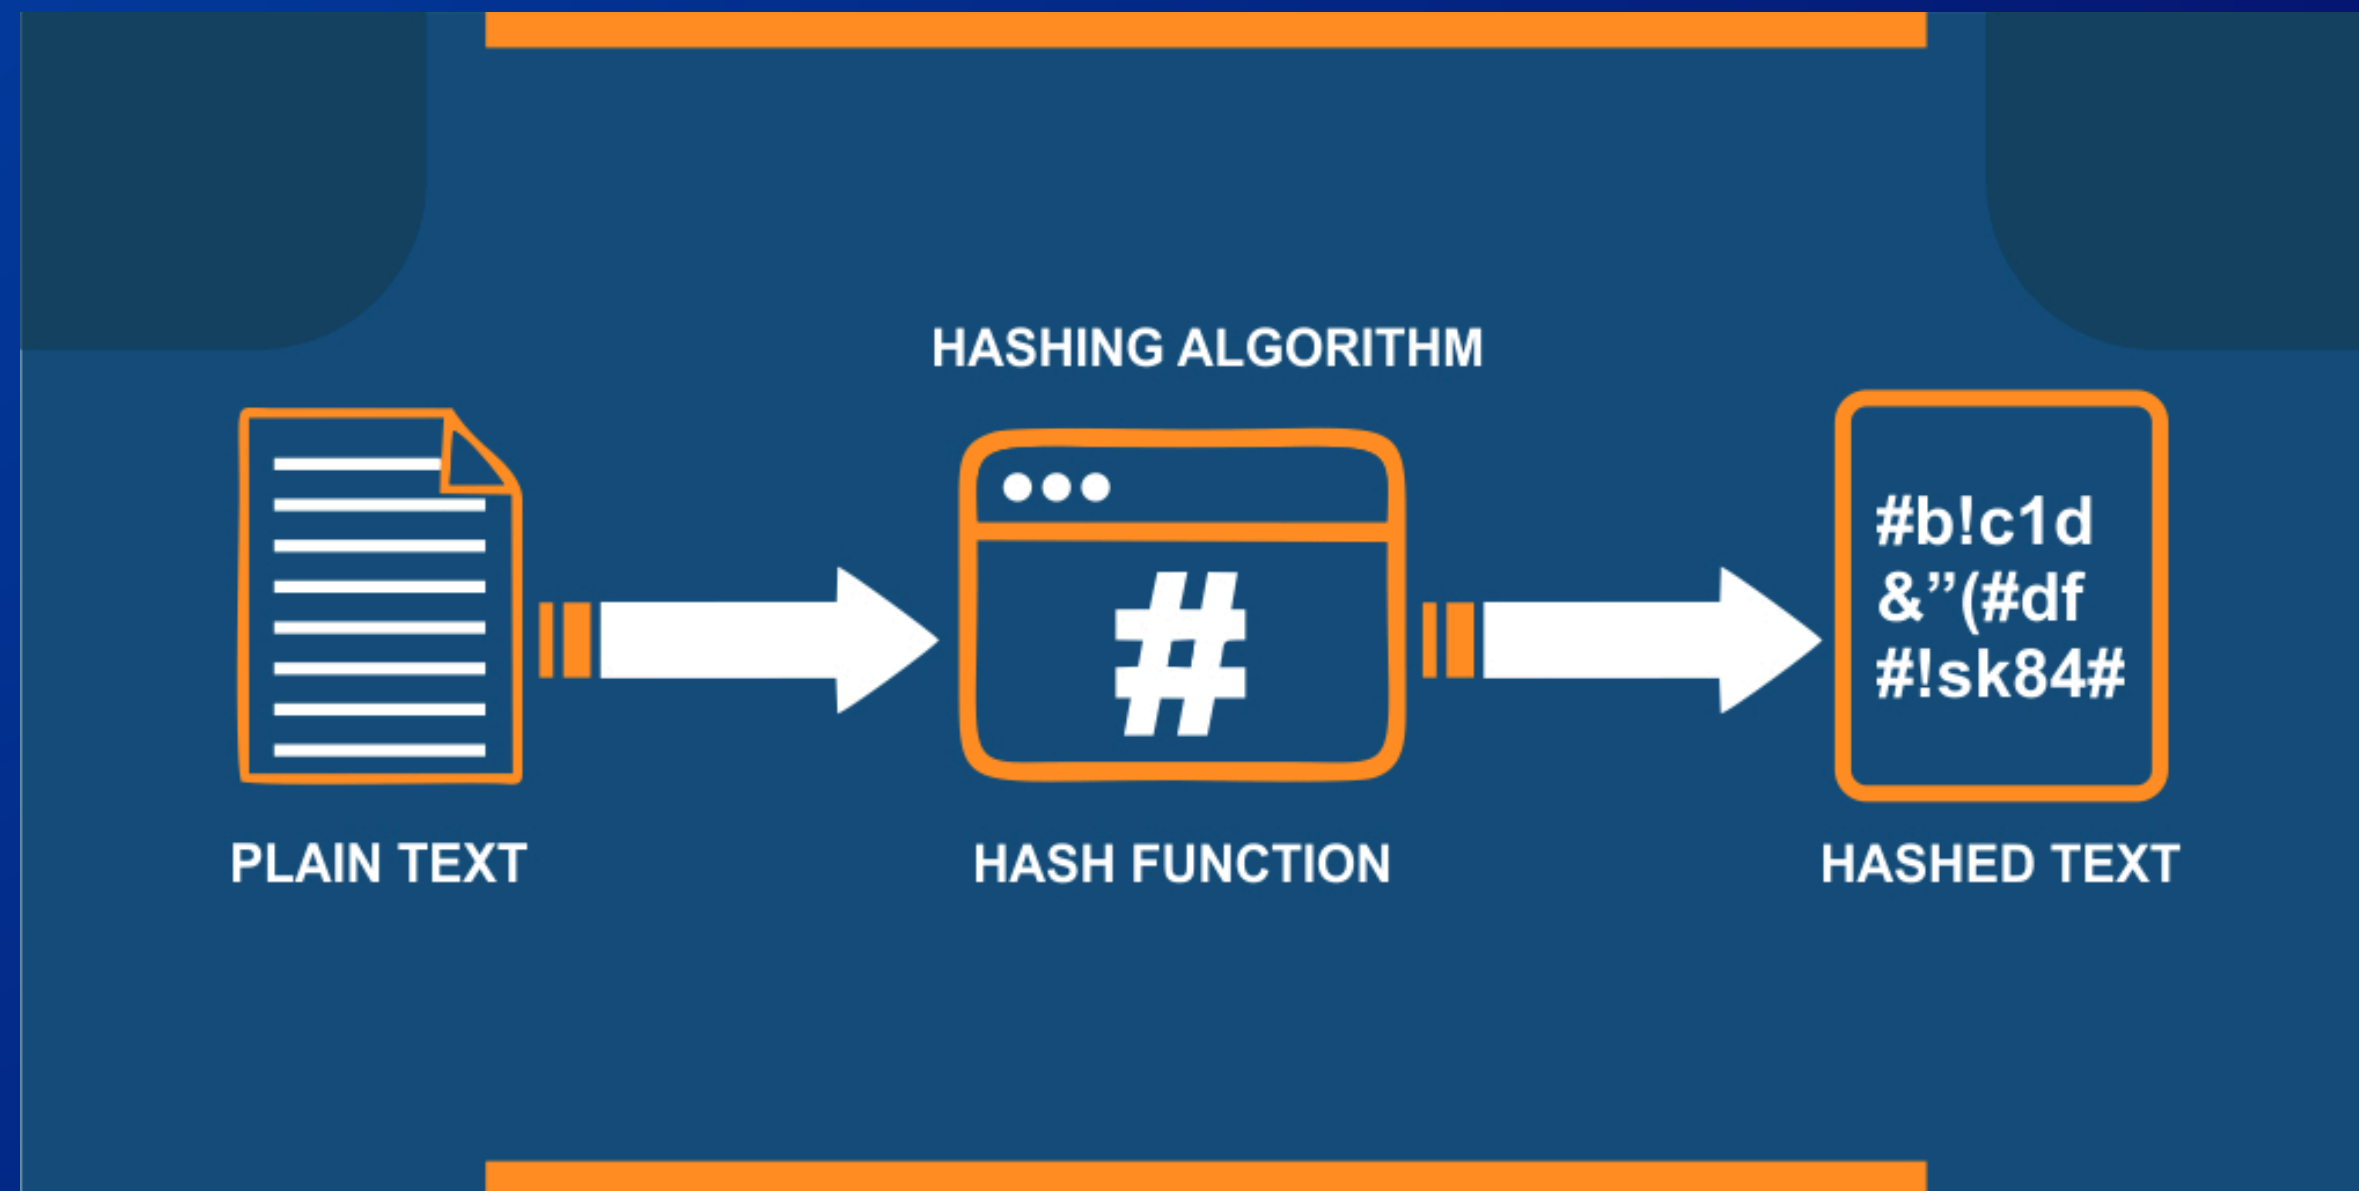 HASHING ALGORITHM
#
#b!c1d
&”(#df
#!sk84#
PLAIN TEXT
HASH FUNCTION
HASHED TEXT